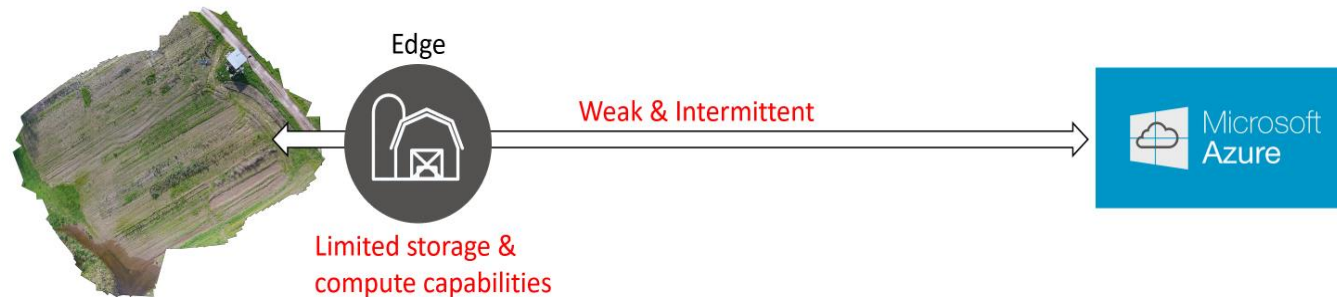 Edge
Weak & Intermittent
Microsoft
Azure
Limited storage &
compute capabilities